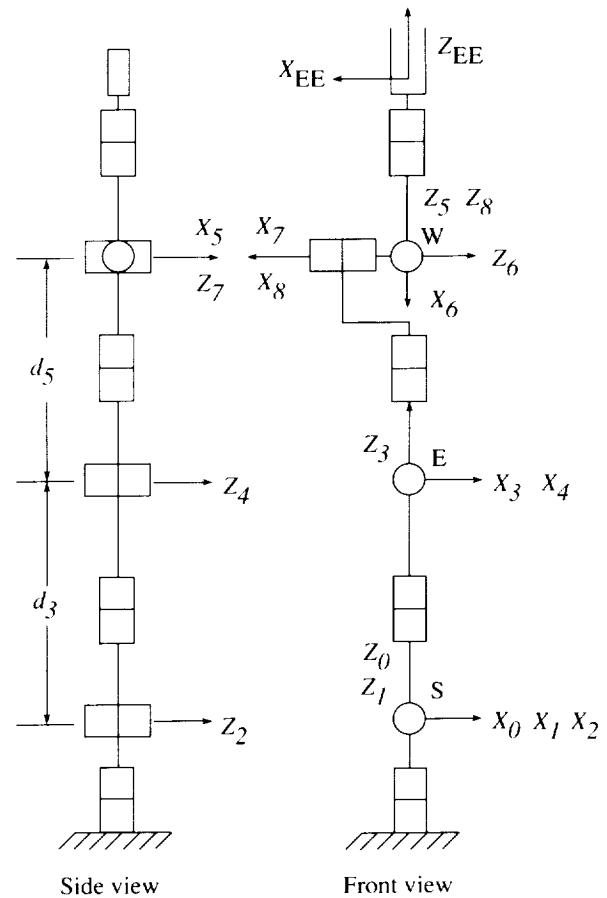 Z_EE
X_EE
Z_5 Z_8
X_5
X_7
W
Z_7
X_8
Z_6
X_6
d_5
Z_3
E
Z_4
X_3 X_4
d_3
Z_0
Z_1
S
Z_2
X_0 X_1 X_2
Side view
Front view